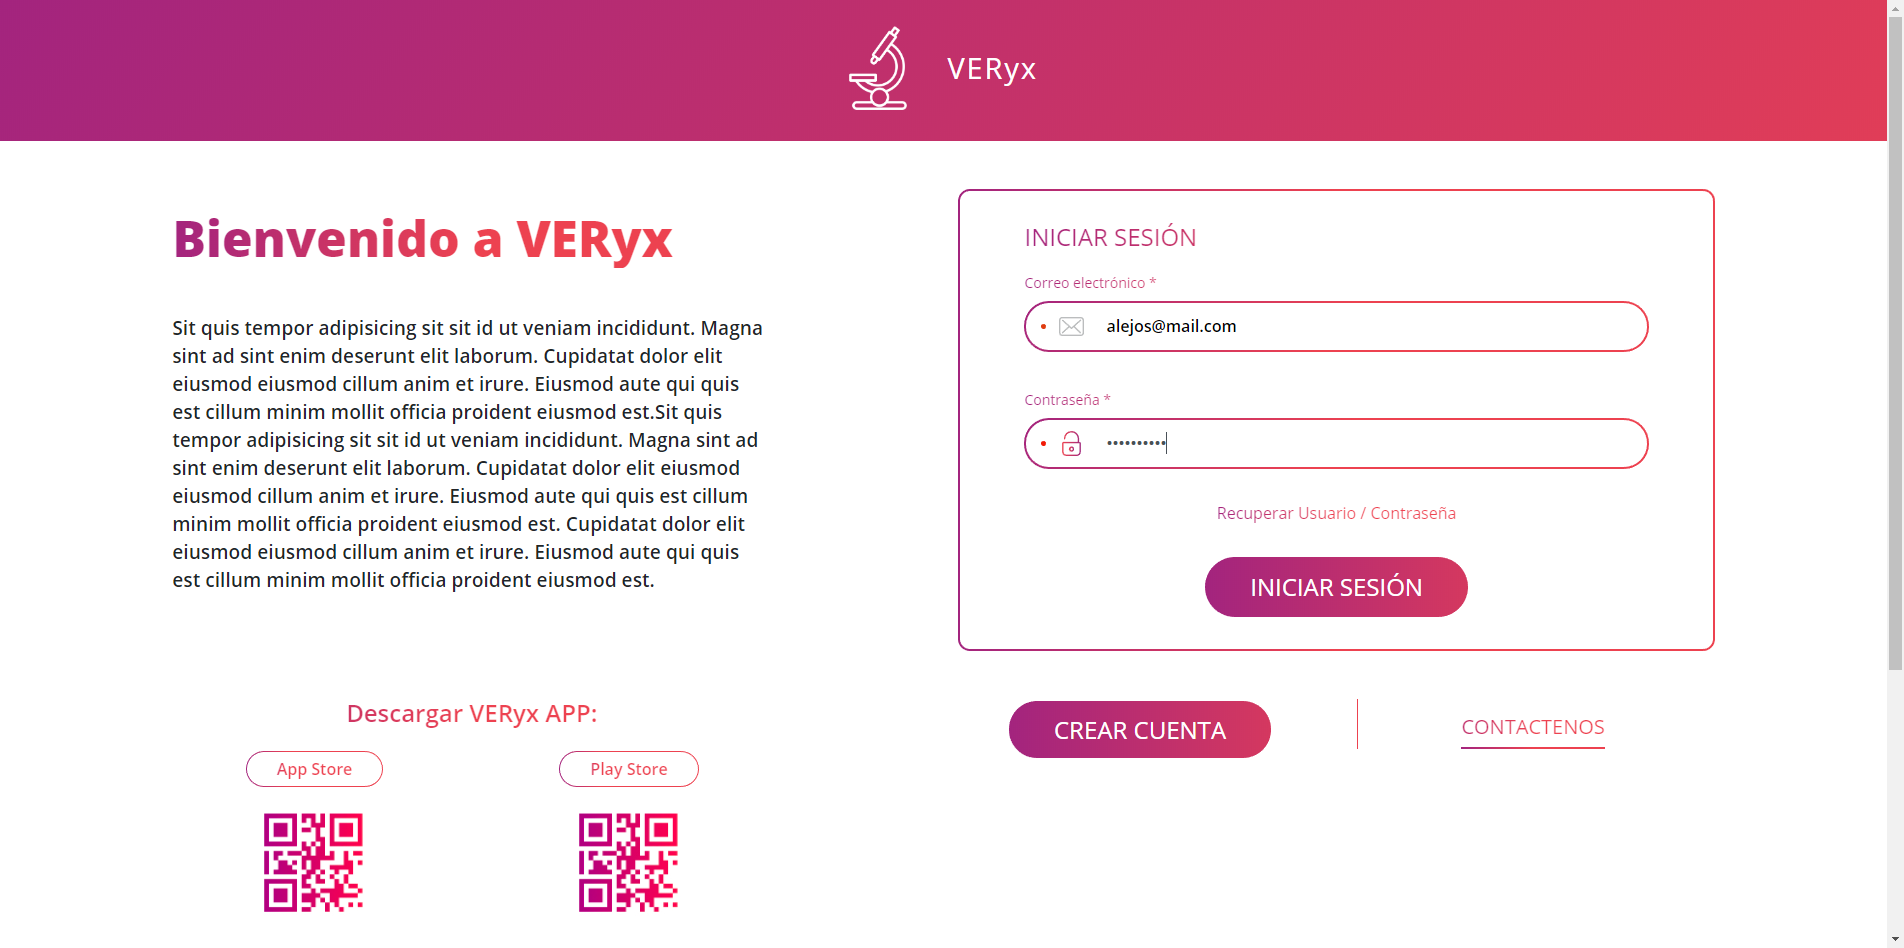 VERyx
Bienvenido a VERyx
Sit quis tempor adipisicing sit sit id ut veniam incididunt. Magna
sint ad sint enim deserunt elit laborum. Cupidatat dolor elit
eiusmod eiusmod cillum anim et irure. Eiusmod aute qui quis
est cillum minim mollit officia proident eiusmod est.Sit quis
tempor adipisicing sit sit id ut veniam incididunt. Magna sint ad
sint enim deserunt elit laborum. Cupidatat dolor elit eiusmod
eiusmod cillum anim et irure. Eiusmod aute qui quis est cillum
minim mollit officia proident eiusmod est. Cupidatat dolor elit
eiusmod eiusmod cillum anim et irure. Eiusmod aute qui quis
est cillum minim mollit officia proident eiusmod est.
Descargar VERyx APP:
App Store
Play Store
INICIAR SESIÓN
Correo electrónico *
alejos@mail.com
Contraseña *
••••••••••
Recuperar Usuario / Contraseña
INICIAR SESIÓN
CREAR CUENTA
CONTACTENOS